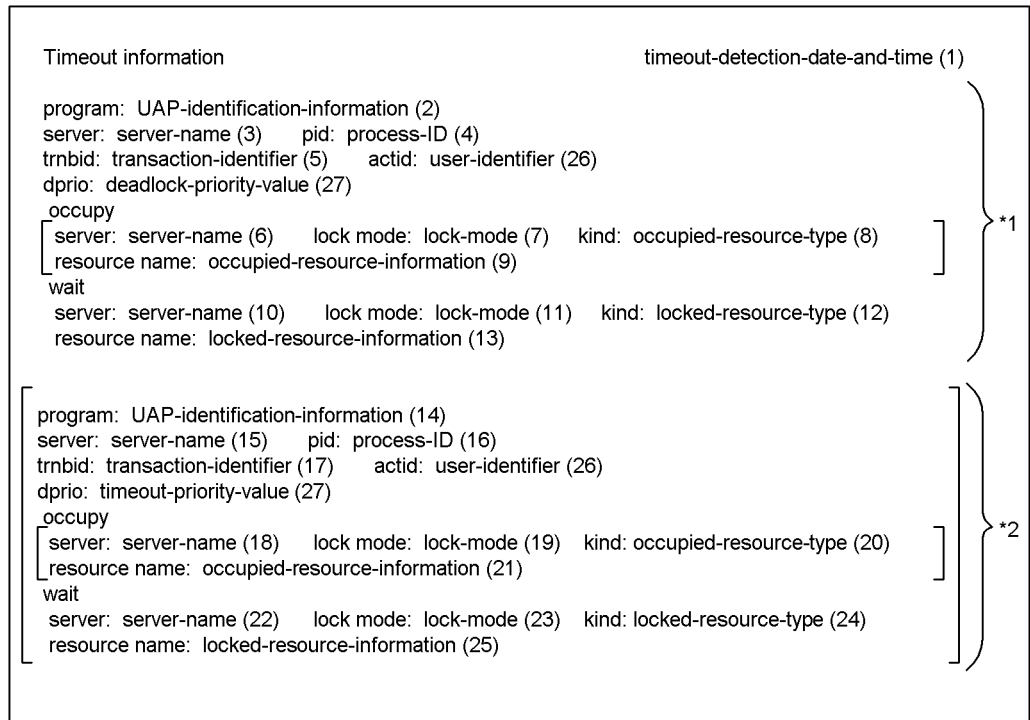 Timeout information timeout-detection-date-and-time (1)
program: UAP-identification-information (2)
server: server-name (3) pid: process-ID (4)
trnbid: transaction-identifier (5) actid: user-identifier (26)
dprio: deadlock-priority-value (27)
occupy
server: server-name (6) lock mode: lock-mode (7) kind: occupied-resource-type (8)
resource name: occupied-resource-information (9)
wait
server: server-name (10) lock mode: lock-mode (11) kind: locked-resource-type (12)
resource name: locked-resource-information (13)
*1
program: UAP-identification-information (14)
server: server-name (15) pid: process-ID (16)
trnbid: transaction-identifier (17) actid: user-identifier (26)
dprio: timeout-priority-value (27)
occupy
server: server-name (18) lock mode: lock-mode (19) kind: occupied-resource-type (20)
resource name: occupied-resource-information (21)
wait
server: server-name (22) lock mode: lock-mode (23) kind: locked-resource-type (24)
resource name: locked-resource-information (25)
*2